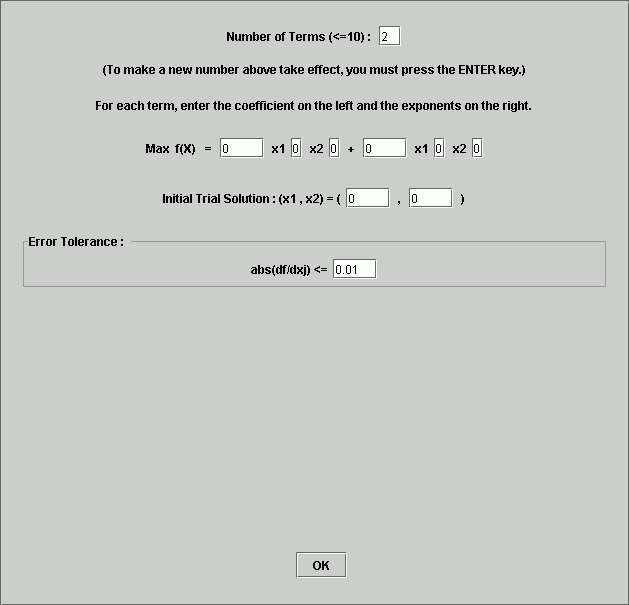 Number of Terms (<=10) : 2
(To make a new number above take effect, you must press the ENTER key.)
For each term, enter the coefficient on the left and the exponents on the right.
Max f(X) = 0 x1 0 x2 0 + 0 x1 0 x2 0
Initial Trial Solution : (x1 , x2) = ( 0 , 0 )
Error Tolerance :
abs(df/dxj) <= 0.01
OK